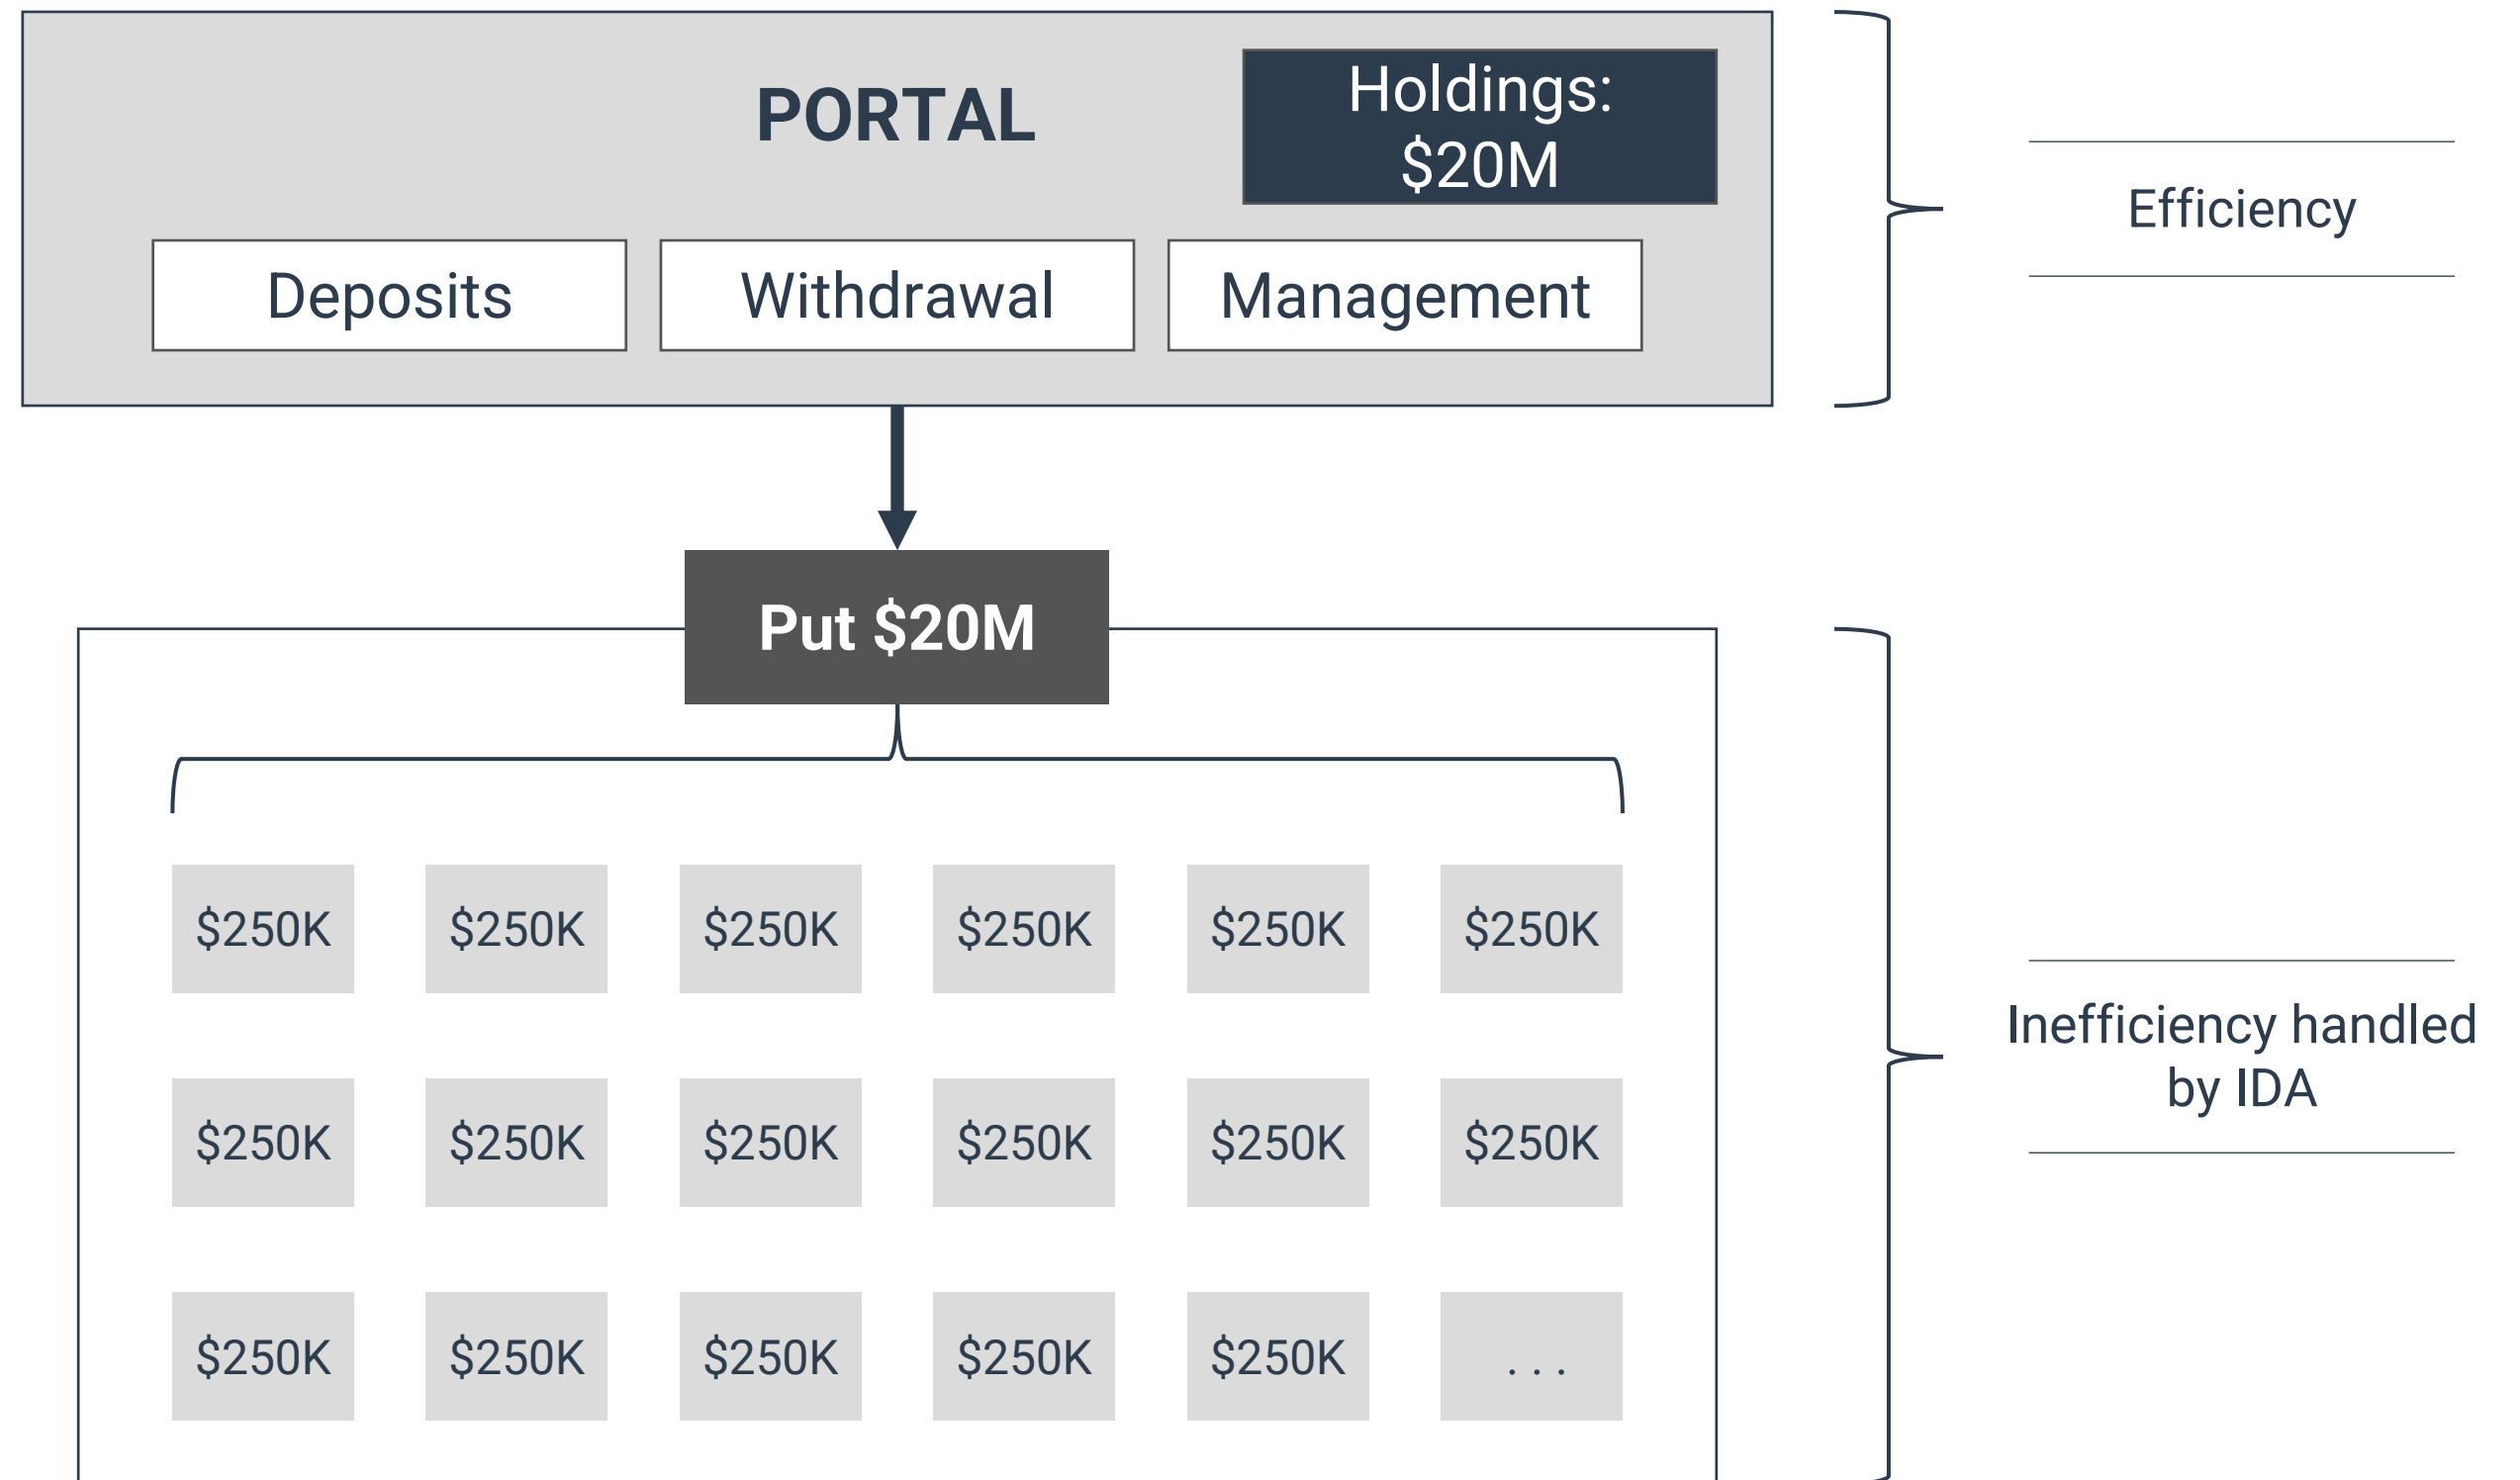 PORTAL
Holdings:
$20M
Deposits
Withdrawal
Management
Efficiency
Put $20M
$250K
$250K
$250K
$250K
$250K
$250K
Inefficiency handled
by IDA
$250K
$250K
$250K
$250K
$250K
$250K
$250K
$250K
$250K
$250K
$250K
. . .